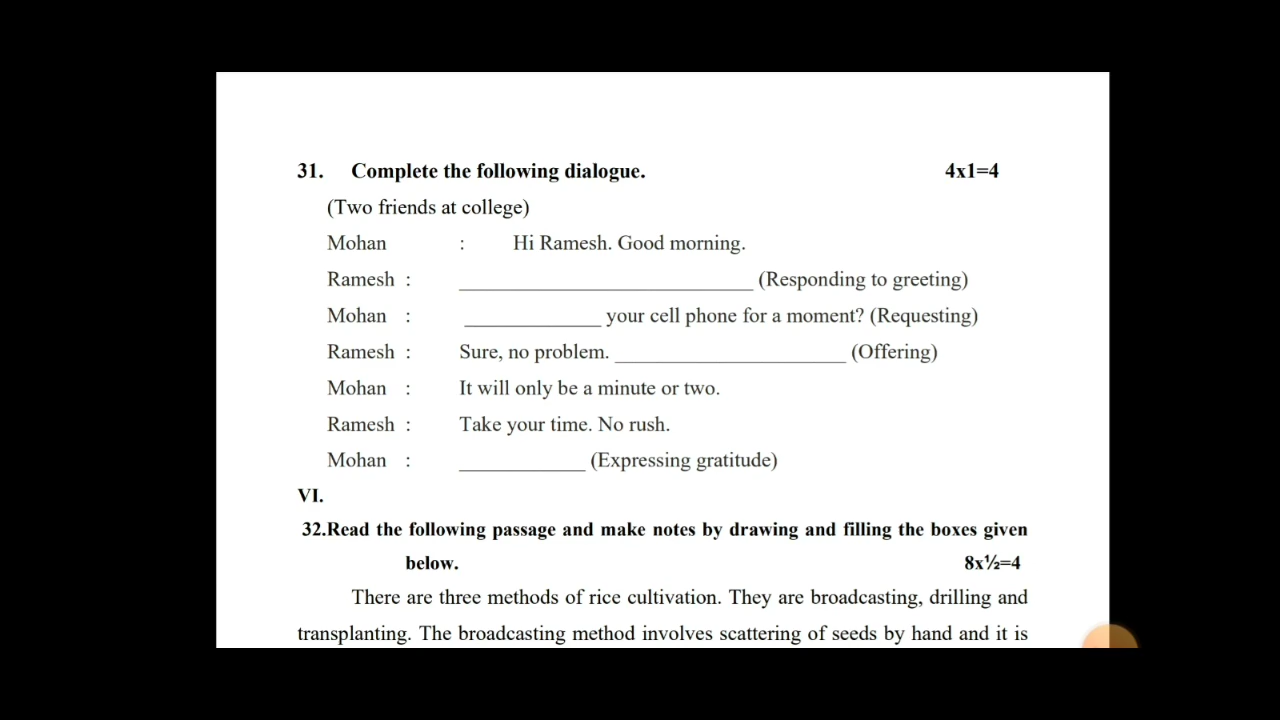 31. Complete the following dialogue. 4x1=4
(Two friends at college)
Mohan : Hi Ramesh. Good morning.
Ramesh : ____________________________ (Responding to greeting)
Mohan : _____________ your cell phone for a moment? (Requesting)
Ramesh : Sure, no problem. ______________________ (Offering)
Mohan : It will only be a minute or two.
Ramesh : Take your time. No rush.
Mohan : ____________ (Expressing gratitude)
VI.
32.Read the following passage and make notes by drawing and filling the boxes given
below. 8x½=4
There are three methods of rice cultivation. They are broadcasting, drilling and
transplanting. The broadcasting method involves scattering of seeds by hand and it is